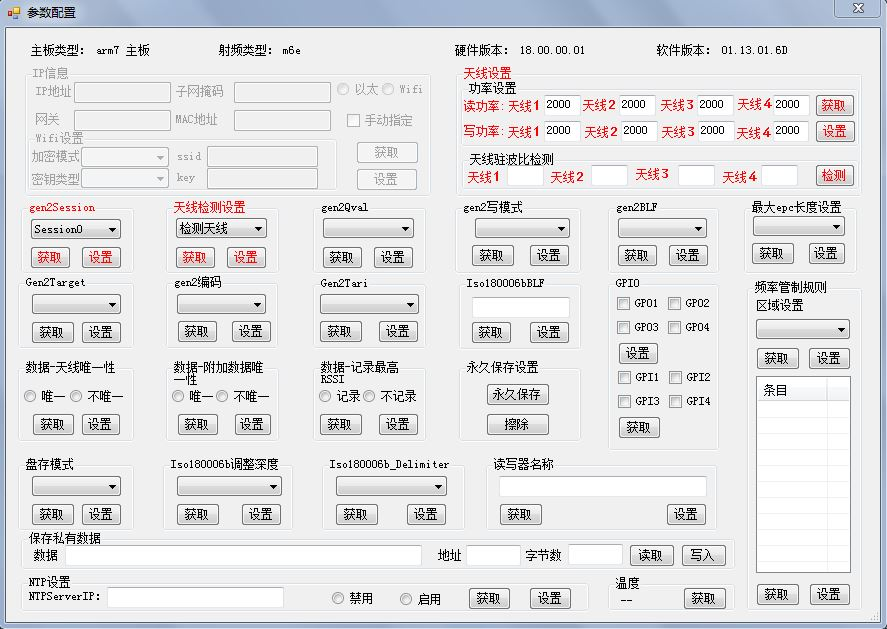 参数配置
主板类型: arm7 主板 射频类型: m6e 硬件版本: 18.00.00.01 软件版本: 01.13.01.6D
IP信息
IP地址 子网掩码 以太 Wifi
网关 MAC地址 手动指定
Wifi设置
加密模式 ssid 获取
密钥类型 key 设置
天线设置
功率设置
读功率: 天线1 2000 天线2 2000 天线3 2000 天线4 2000 获取
写功率: 天线1 2000 天线2 2000 天线3 2000 天线4 2000 设置
天线驻波比检测
天线1 天线2 天线3 天线4 检测
gen2Session
Session0
获取 设置
天线检测设置
检测天线
获取 设置
gen2Qval
获取 设置
gen2写模式
获取 设置
gen2BLF
获取 设置
最大epc长度设置
获取 设置
Gen2Target
获取 设置
gen2编码
获取 设置
Gen2Tari
获取 设置
Iso180006bBLF
获取 设置
GPIO
GPO1 GPO2
GPO3 GPO4
设置
GPI1 GPI2
GPI3 GPI4
获取
频率管制规则
区域设置
获取 设置
条目
获取 设置
数据-天线唯一性
唯一 不唯一
获取 设置
数据-附加数据唯
一性
唯一 不唯一
获取 设置
数据-记录最高
RSSI
记录 不记录
获取 设置
永久保存设置
永久保存
擦除
盘存模式
获取 设置
Iso180006b调整深度
获取 设置
Iso180006b_Delimiter
获取 设置
读写器名称
获取 设置
保存私有数据
数据 地址 字节数 读取 写入
NTP设置
NTPServerIP: 禁用 启用 获取 设置
温度
-- 获取